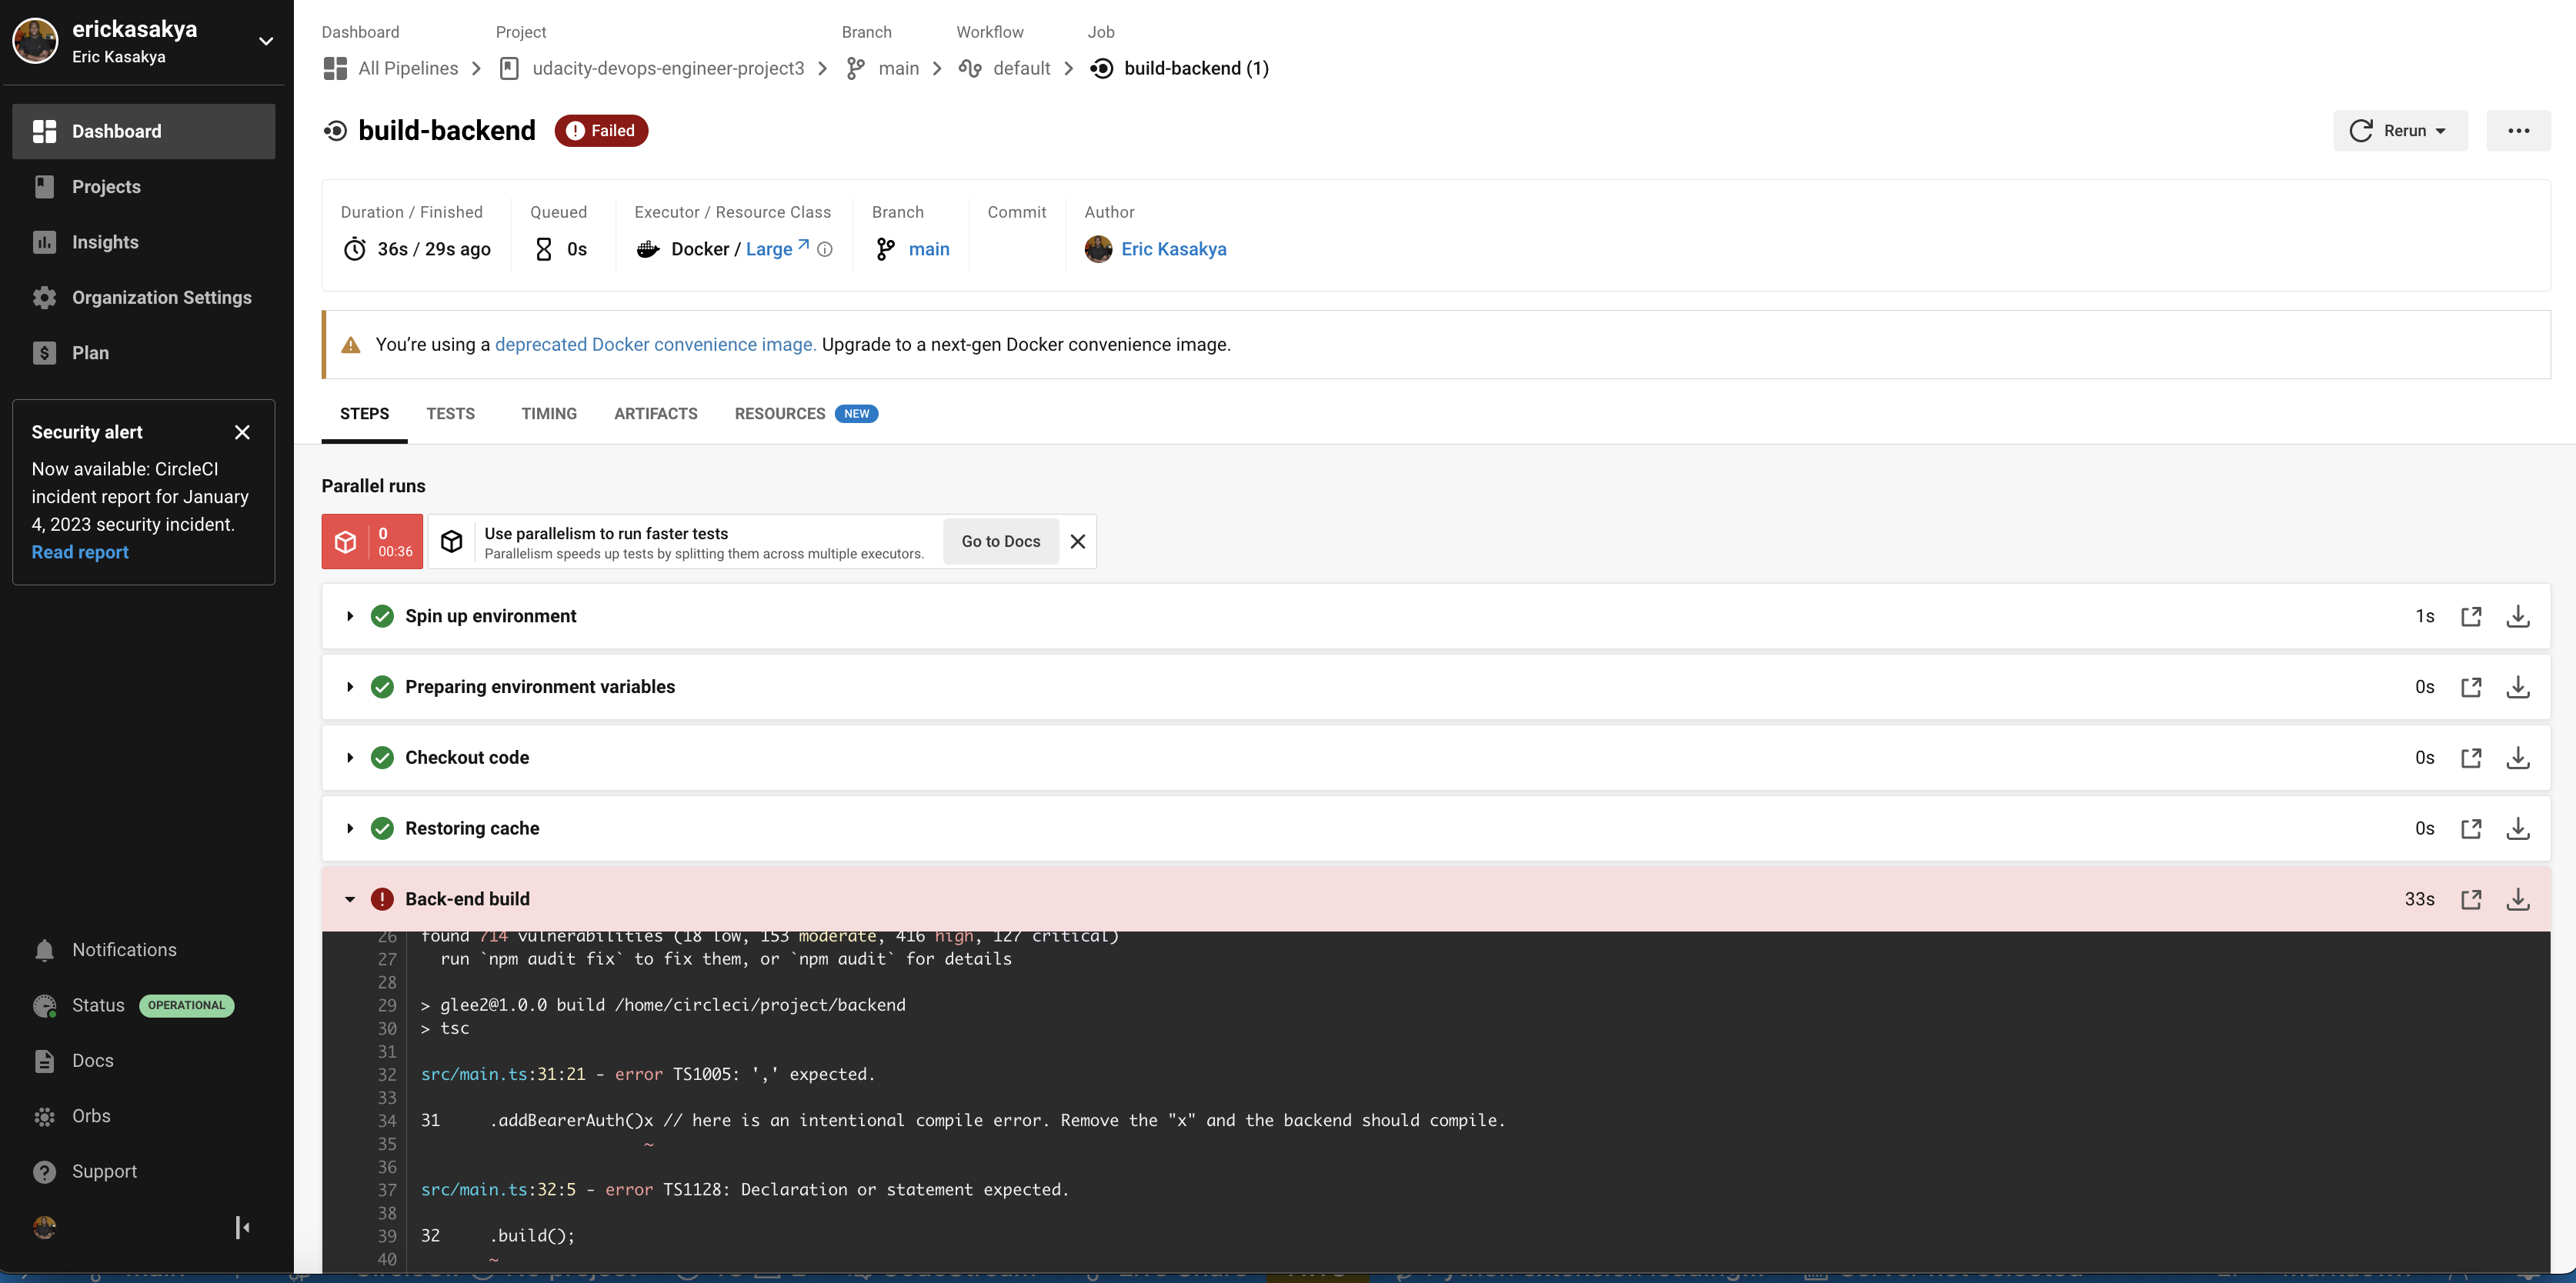 erickasakya
Eric Kasakya
Dashboard
Projects
Insights
Organization Settings
Plan
Security alert
Now available: CircleCI
incident report for January
4, 2023 security incident.
Read report
Notifications
Status OPERATIONAL
Docs
Orbs
Support
Dashboard Project Branch Workflow Job
All Pipelines udacity-devops-engineer-project3 main default build-backend (1)
build-backend Failed
Rerun
Duration / Finished Queued Executor / Resource Class Branch Commit Author
36s / 29s ago 0s Docker / Large main Eric Kasakya
You’re using a deprecated Docker convenience image. Upgrade to a next-gen Docker convenience image.
STEPS TESTS TIMING ARTIFACTS RESOURCES NEW
Parallel runs
0
00:36
Use parallelism to run faster tests
Parallelism speeds up tests by splitting them across multiple executors.
Go to Docs
Spin up environment 1s
Preparing environment variables 0s
Checkout code 0s
Restoring cache 0s
Back-end build 33s
26 found 714 vulnerabilities (18 low, 153 moderate, 416 high, 127 critical)
27 run `npm audit fix` to fix them, or `npm audit` for details
28
29 > glee2@1.0.0 build /home/circleci/project/backend
30 > tsc
31
32 src/main.ts:31:21 - error TS1005: ',' expected.
33
34 31 .addBearerAuth()x // here is an intentional compile error. Remove the "x" and the backend should compile.
35 ~
36
37 src/main.ts:32:5 - error TS1128: Declaration or statement expected.
38
39 32 .build();
40 ~